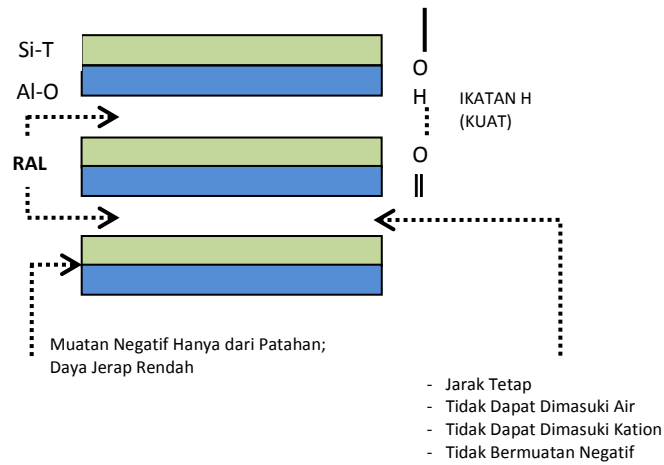 Si-T
Al-O
RAL
O
H
O
IKATAN H
(KUAT)
Muatan Negatif Hanya dari Patahan;
Daya Jerap Rendah
- Jarak Tetap
- Tidak Dapat Dimasuki Air
- Tidak Dapat Dimasuki Kation
- Tidak Bermuatan Negatif